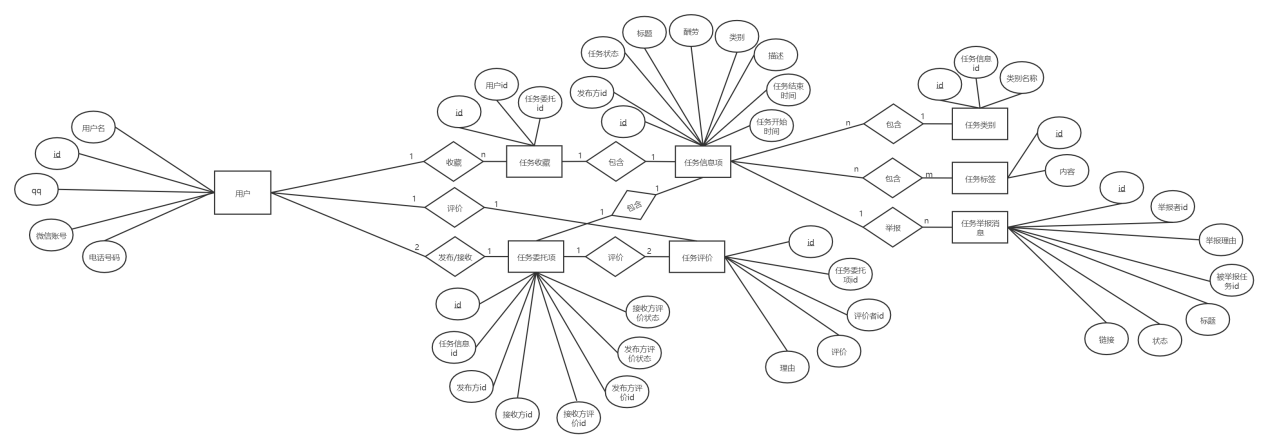 用户名
id
qq
微信账号
电话号码
用户
1
收藏
n
任务收藏
id
用户id
任务委托
id
1
包含
1
任务信息项
id
发布方id
任务状态
标题
酬劳
类别
描述
任务结束
时间
任务开始
时间
n
包含
1
任务类别
id
任务信息
id
类别名称
n
包含
m
任务标签
id
内容
1
举报
n
任务举报消
息
id
举报者id
举报理由
被举报任
务id
标题
状态
链接
1
评价
1
1
包含
1
2
发布/接收
1
任务委托项
1
评价
2
任务评价
id
任务委托
项id
评价者id
评价
理由
id
任务信息
id
发布方id
接收方id
接收方评
价id
发布方评
价id
发布方评
价状态
接收方评
价状态